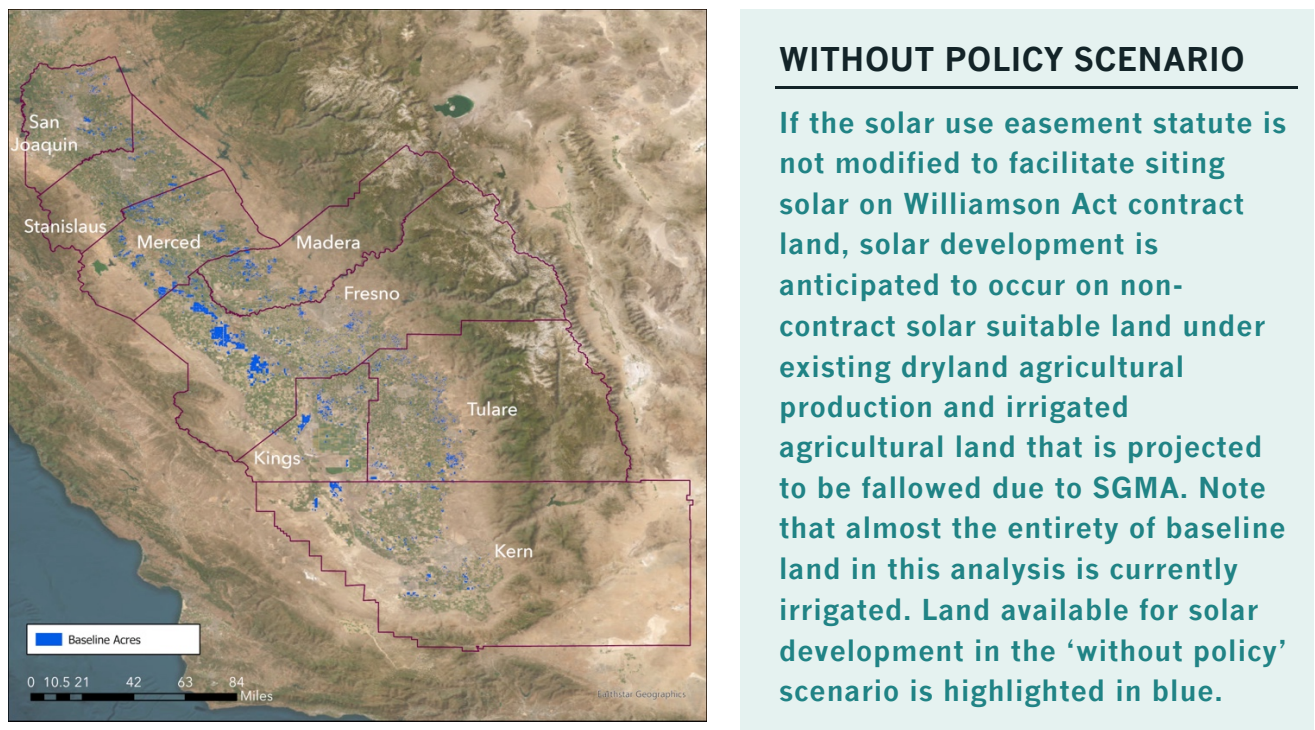 San
Joaquin
Stanislaus
Merced
Madera
Fresno
Tulare
Kings
Kern
Baseline Acres
0 10.5 21 42 63 84
Miles
Earthstar Geographics
WITHOUT POLICY SCENARIO
If the solar use easement statute is
not modified to facilitate siting
solar on Williamson Act contract
land, solar development is
anticipated to occur on non-
contract solar suitable land under
existing dryland agricultural
production and irrigated
agricultural land that is projected
to be fallowed due to SGMA. Note
that almost the entirety of baseline
land in this analysis is currently
irrigated. Land available for solar
development in the ‘without policy’
scenario is highlighted in blue.